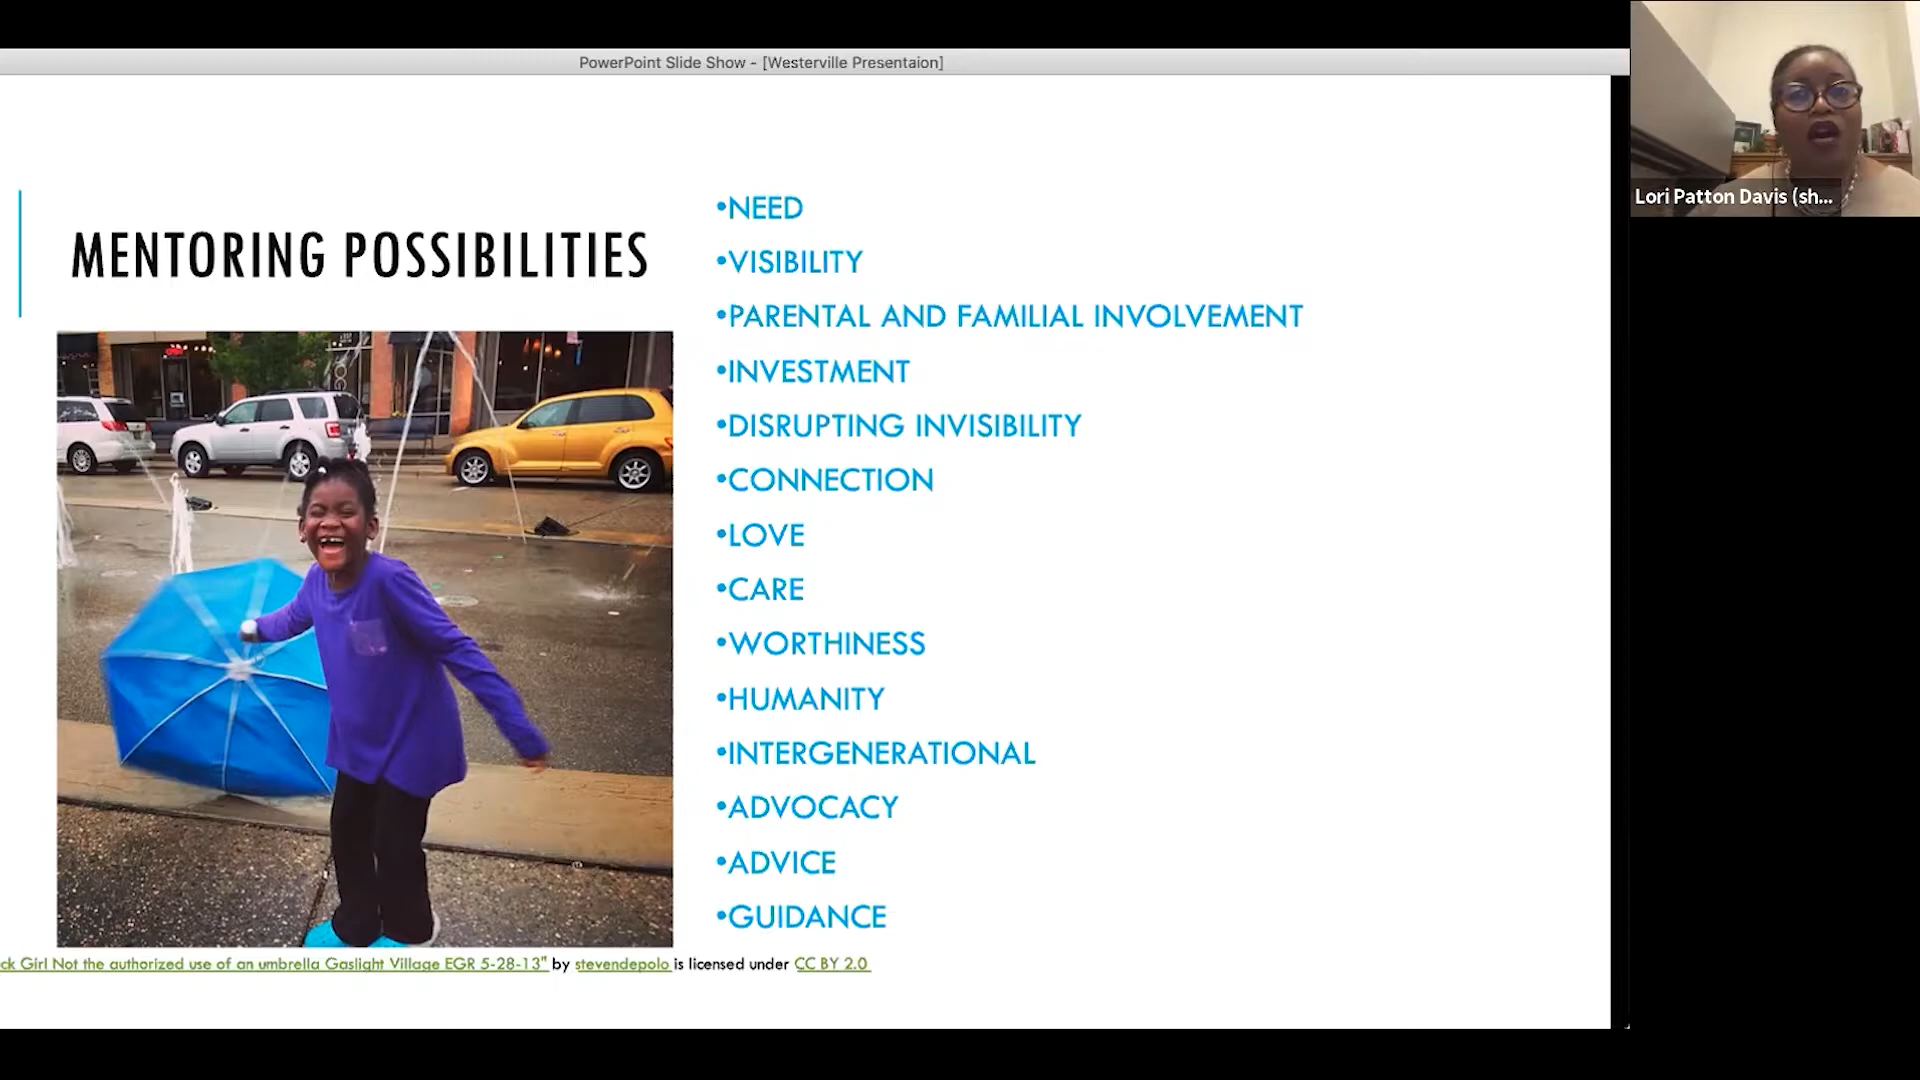 PowerPoint Slide Show - [Westerville Presentaion]
Lori Patton Davis (sh...
MENTORING POSSIBILITIES
•NEED
•VISIBILITY
•PARENTAL AND FAMILIAL INVOLVEMENT
•INVESTMENT
•DISRUPTING INVISIBILITY
•CONNECTION
•LOVE
•CARE
•WORTHINESS
•HUMANITY
•INTERGENERATIONAL
•ADVOCACY
•ADVICE
•GUIDANCE
ck Girl Not the authorized use of an umbrella Gaslight Village EGR 5-28-13" by stevendepolo is licensed under CC BY 2.0